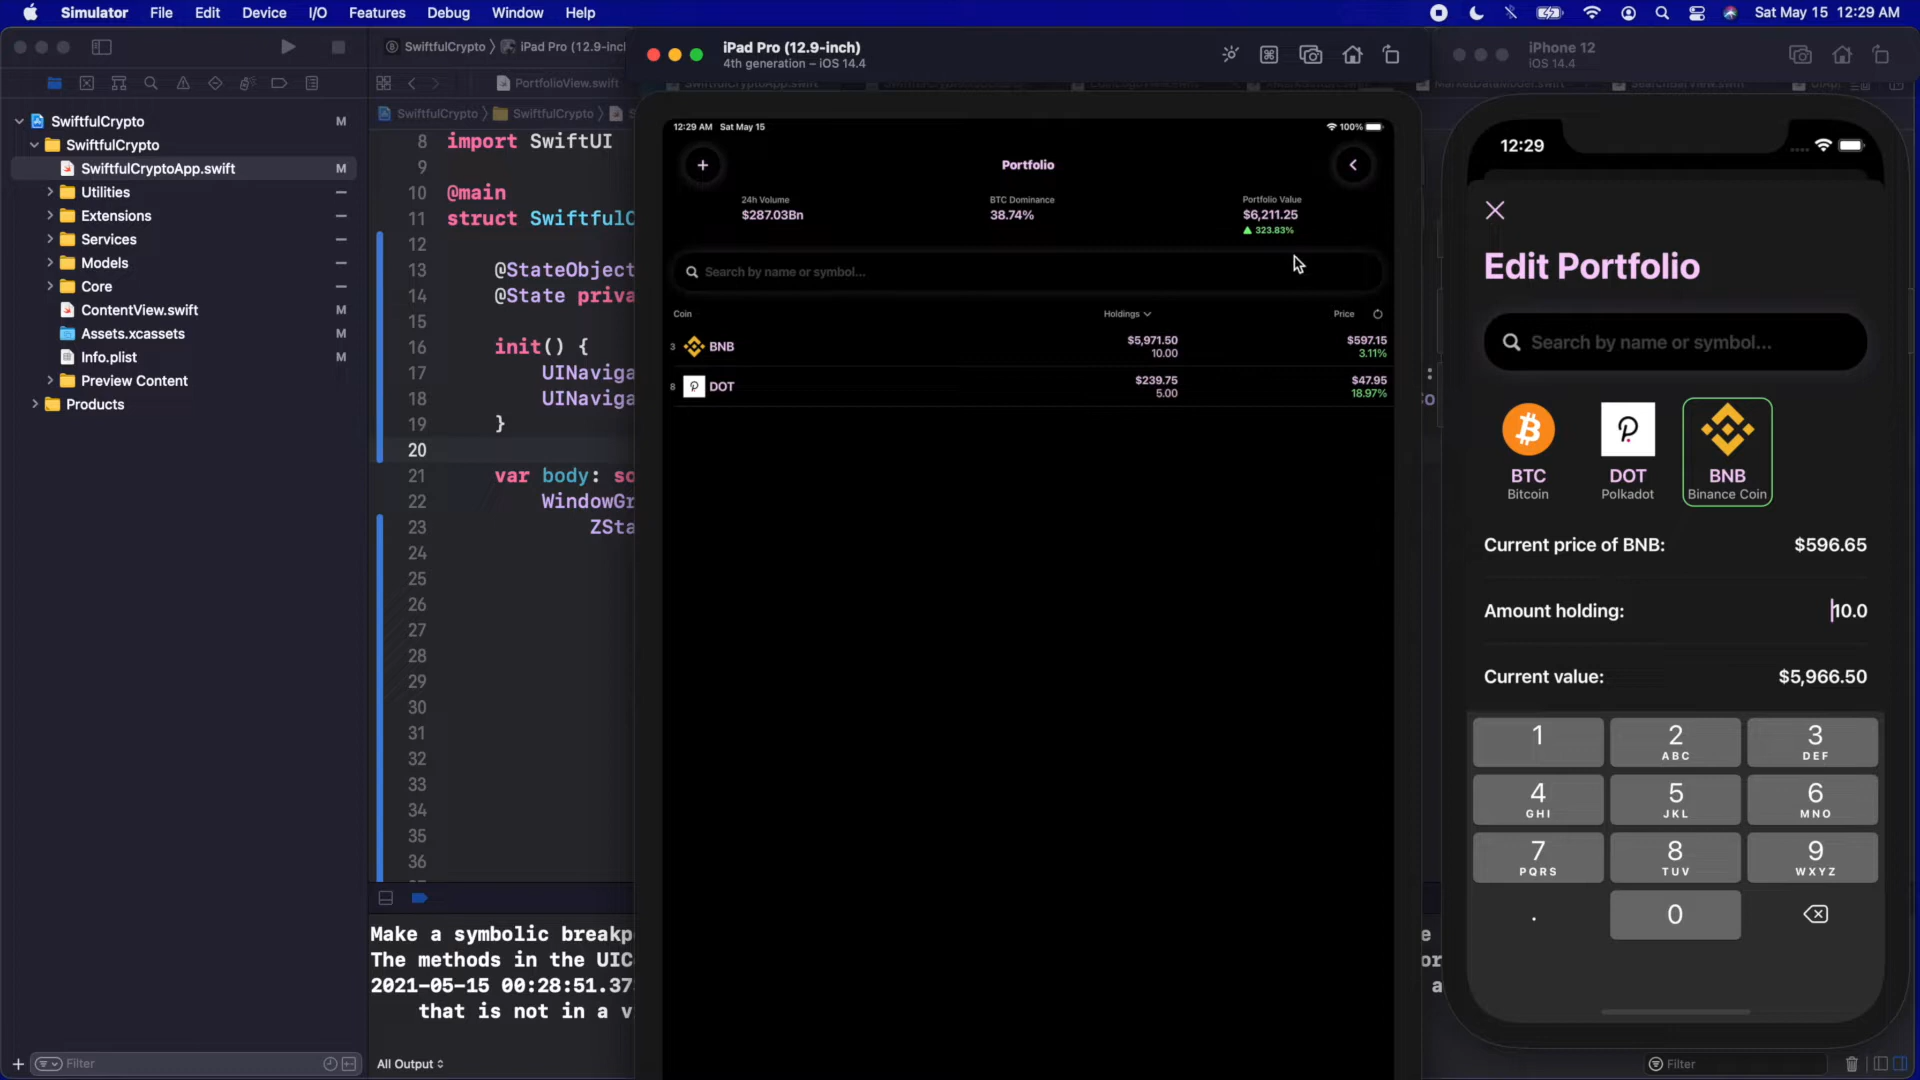 Simulator File Edit Device I/O Features Debug Window Help
Sat May 15 12:29 AM
SwiftfulCrypto
iPad Pro (12.9-incl
iPad Pro (12.9-inch)
4th generation – iOS 14.4
iPhone 12
iOS 14.4
PortfolioView.swift
SwiftfulCrypto M
SwiftfulCrypto
SwiftfulCryptoApp.swift M
Utilities
Extensions
Services
Models
Core
ContentView.swift M
Assets.xcassets M
Info.plist M
Preview Content
Products
SwiftfulCrypto SwiftfulCrypto
8 import SwiftUI
9
10 @main
11 struct SwiftfulC
12
13 @StateObject
14 @State priva
15
16 init() {
17 UINaviga
18 UINaviga
19 }
20
21 var body: so
22 WindowGr
23 ZSta
24
25
26
27
28
29
30
31
32
33
34
35
36
Make a symbolic breakp
The methods in the UIC
2021-05-15 00:28:51.37
that is not in a v
All Output
Filter
12:29 AM Sat May 15
100%
Portfolio
24h Volume
$287.03Bn
BTC Dominance
38.74%
Portfolio Value
$6,211.25
323.83%
Search by name or symbol...
Coin Holdings Price
3 BNB $5,971.50 $597.15
10.00 3.11%
8 DOT $239.75 $47.95
5.00 18.97%
12:29
Edit Portfolio
Search by name or symbol...
BTC
Bitcoin
DOT
Polkadot
BNB
Binance Coin
Current price of BNB: $596.65
Amount holding: 10.0
Current value: $5,966.50
1
2 ABC
3 DEF
4 GHI
5 JKL
6 MNO
7 PQRS
8 TUV
9 WXYZ
. 0
Filter